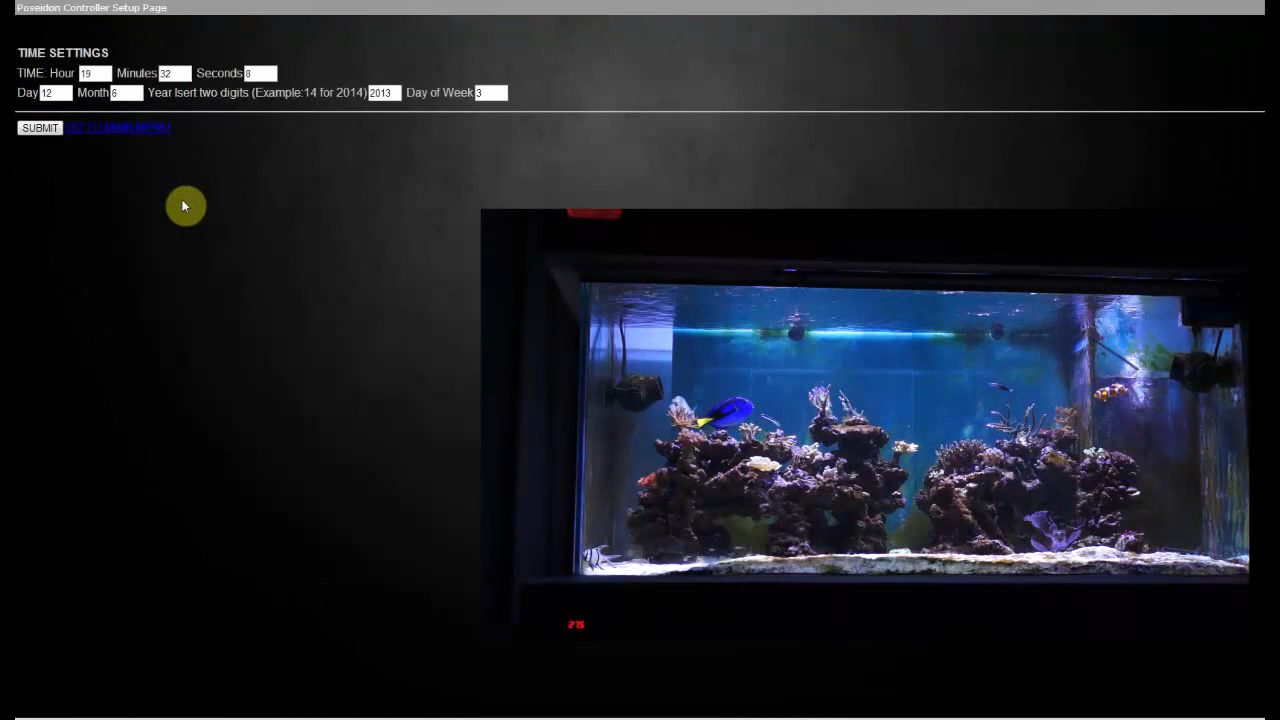 Poseidon Controller Setup Page
TIME SETTINGS
TIME: Hour 19 Minutes 32 Seconds 8
Day 12 Month 6 Year Isert two digits (Example:14 for 2014) 2013 Day of Week 3
SUBMIT